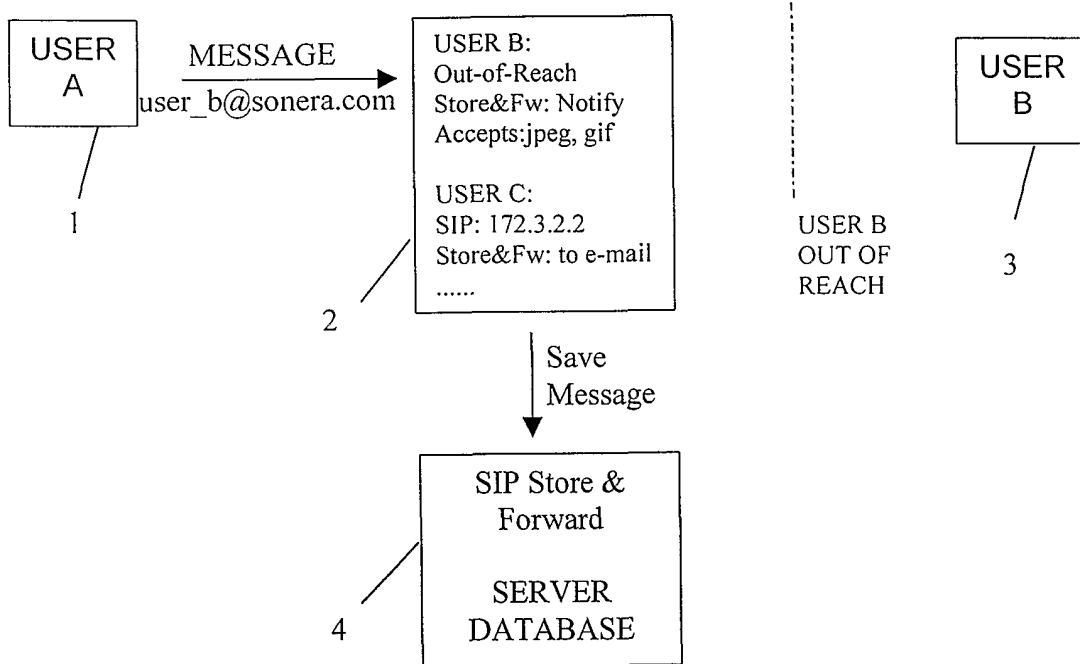 USER
A
1
MESSAGE
user_b@sonera.com
USER B:
Out-of-Reach
Store&Fw: Notify
Accepts:jpeg, gif
USER C:
SIP: 172.3.2.2
Store&Fw: to e-mail
......
2
USER B
OUT OF
REACH
USER
B
3
Save
Message
SIP Store &
Forward
SERVER
DATABASE
4